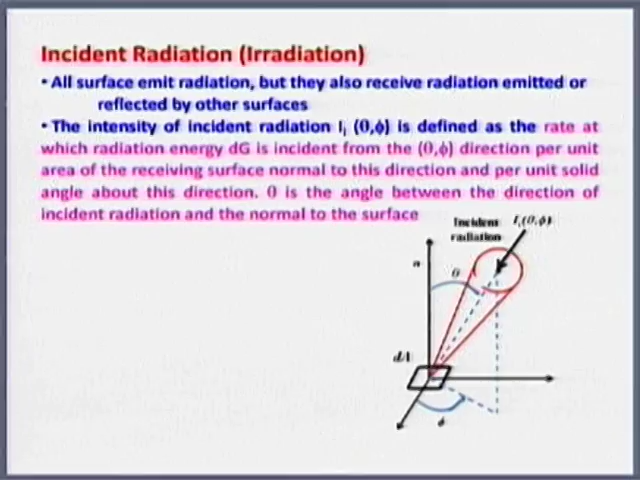 Incident Radiation (Irradiation)
• All surface emit radiation, but they also receive radiation emitted or
reflected by other surfaces
• The intensity of incident radiation Iᵢ (θ,ϕ) is defined as the rate at
which radiation energy dG is incident from the (θ,ϕ) direction per unit
area of the receiving surface normal to this direction and per unit solid
angle about this direction. θ is the angle between the direction of
incident radiation and the normal to the surface
Incident Iᵢ(θ,ϕ)
radiation
n
θ
dA
ϕ